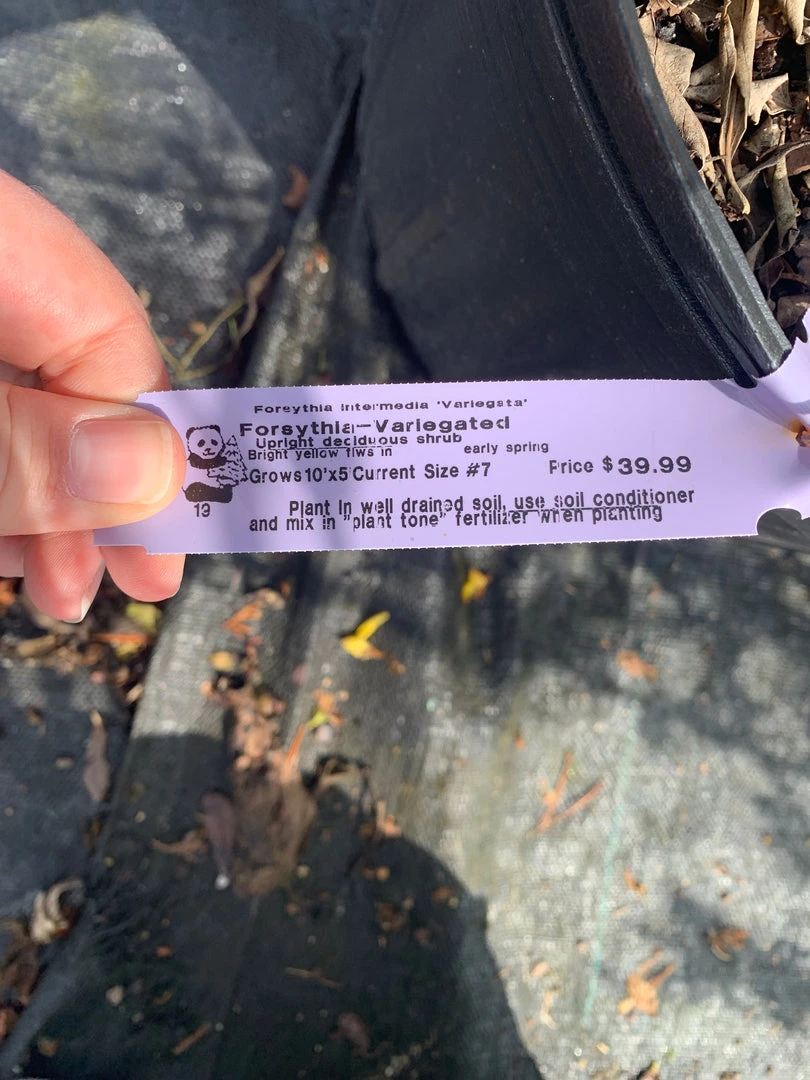 Forsythia intermedia 'Variegata'
Forsythia-Variegated
Upright deciduous shrub
Bright yellow flws in early spring
Grows 10'x5' Current Size #7 Price $39.99
19
Plant in well drained soil, use soil conditioner
and mix in "plant tone" fertilizer when planting